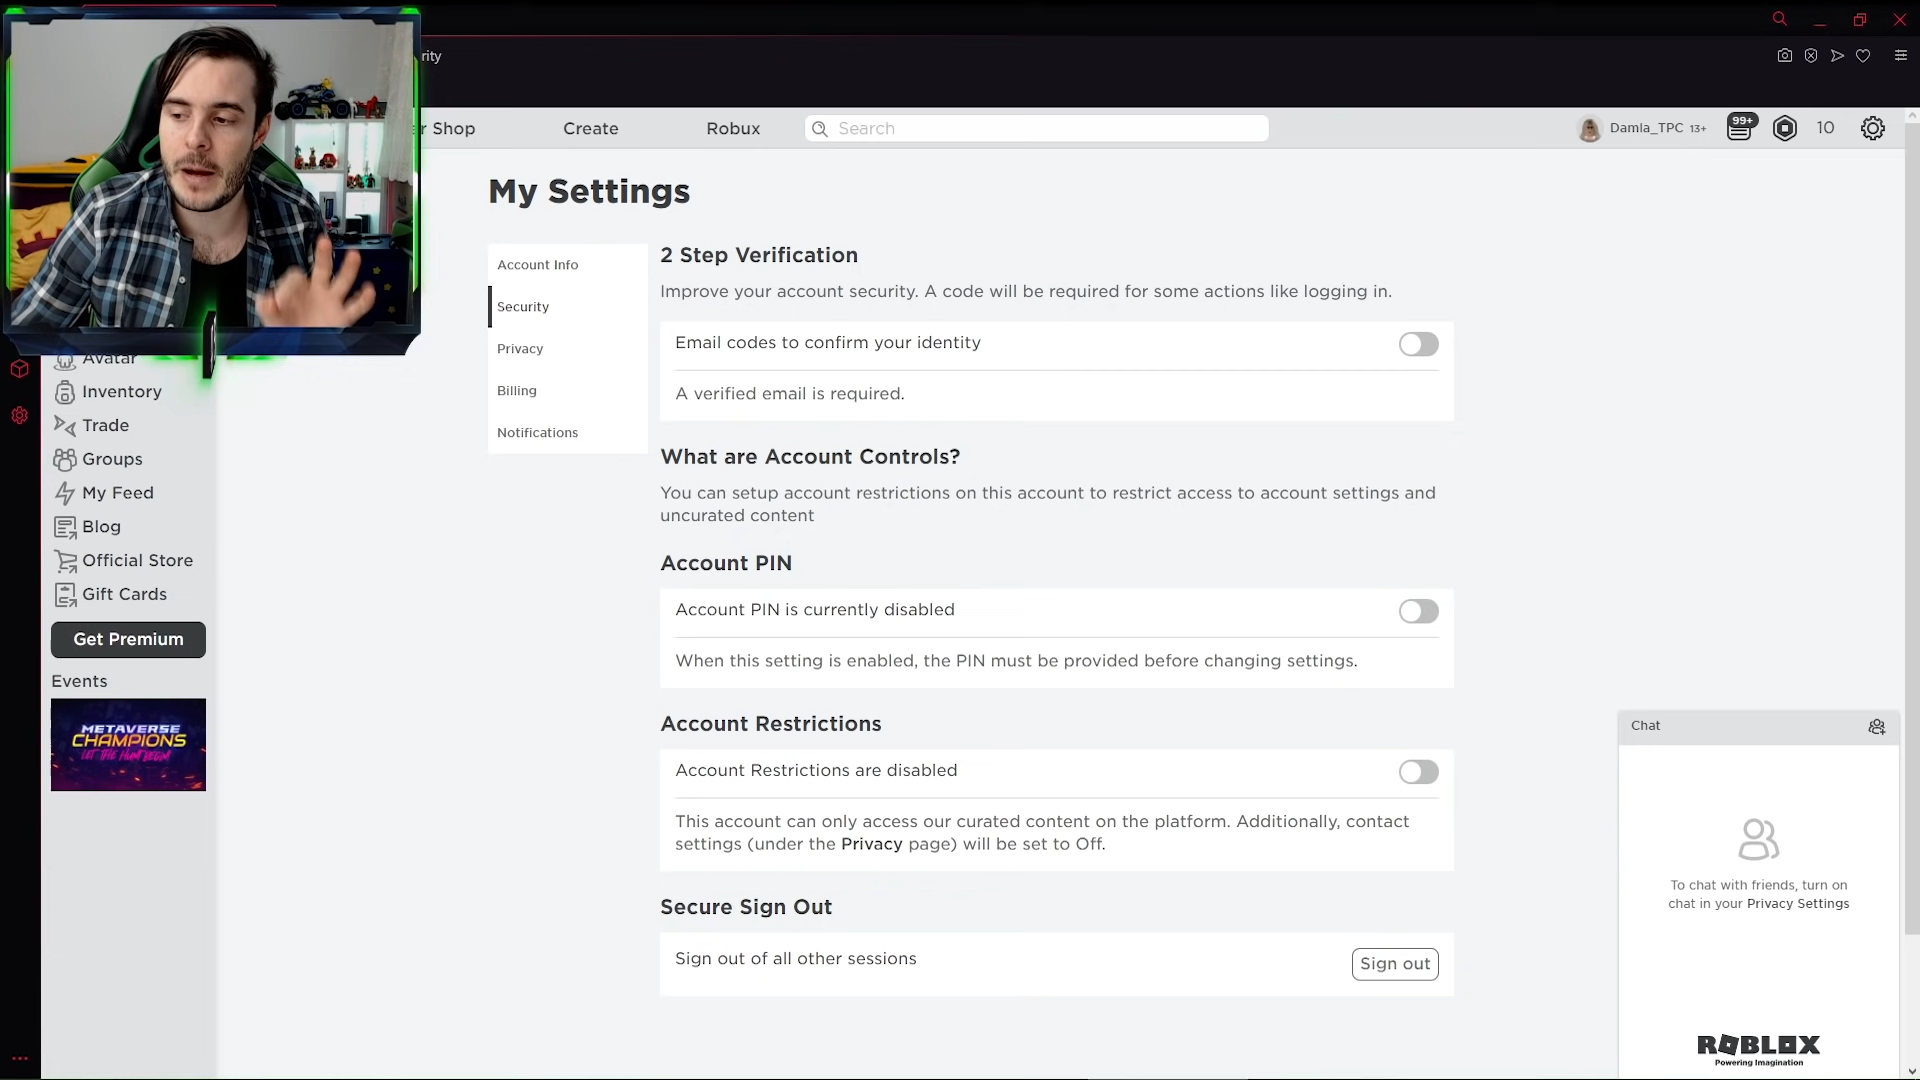 rity
r Shop
Create
Robux
Search
Damla_TPC 13+
99+
10
My Settings
Account Info
Security
Privacy
Billing
Notifications
2 Step Verification
Improve your account security. A code will be required for some actions like logging in.
Email codes to confirm your identity
A verified email is required.
What are Account Controls?
You can setup account restrictions on this account to restrict access to account settings and
uncurated content
Account PIN
Account PIN is currently disabled
When this setting is enabled, the PIN must be provided before changing settings.
Account Restrictions
Account Restrictions are disabled
This account can only access our curated content on the platform. Additionally, contact
settings (under the Privacy page) will be set to Off.
Secure Sign Out
Sign out of all other sessions
Sign out
Avatar
Inventory
Trade
Groups
My Feed
Blog
Official Store
Gift Cards
Get Premium
Events
METAVERSE
CHAMPIONS
LET THE HUNT BEGIN
Chat
To chat with friends, turn on
chat in your Privacy Settings
ROBLOX
Powering Imagination